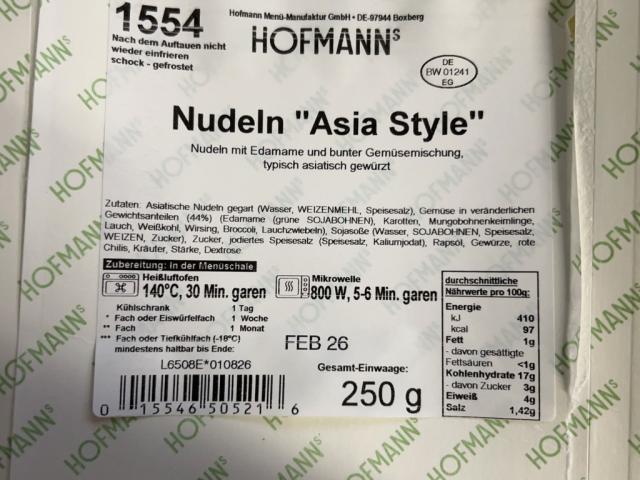 1554
Nach dem Auftauen nicht
wieder einfrieren
schock - gefrostet
Hofmann Menü-Manufaktur GmbH • DE-97944 Boxberg
HOFMANNS
DE
BW 01241
EG
Nudeln "Asia Style"
Nudeln mit Edamame und bunter Gemüsemischung,
typisch asiatisch gewürzt
Zutaten: Asiatische Nudeln gegart (Wasser, WEIZENMEHL, Speisesalz), Gemüse in veränderlichen
Gewichtsanteilen (44%) (Edamame (grüne SOJABOHNEN), Karotten, Mungobohnenkeimlinge,
Lauch, Weißkohl, Wirsing, Broccoli, Lauchzwiebeln), Sojasoße (Wasser, SOJABOHNEN, Speisesalz,
WEIZEN, Zucker), Zucker, jodiertes Speisesalz (Speisesalz, Kaliumjodat), Rapsöl, Gewürze, rote
Chilis, Kräuter, Stärke, Dextrose.
Zubereitung: In der Menüschale
Heißluftofen
140°C, 30 Min. garen
Mikrowelle
800 W, 5-6 Min. garen
Kühlschrank 1 Tag
* Fach oder Eiswürfelfach 1 Woche
** Fach 1 Monat
*** Fach oder Tiefkühlfach (-18°C)
mindestens haltbar bis Ende: FEB 26
L6508E*010826
0 15546 50521 6
Gesamt-Einwaage:
250 g
durchschnittliche
Nährwerte pro 100g:
Energie
kJ 410
kcal 97
Fett 1g
- davon gesättigte
Fettsäuren <1g
Kohlenhydrate 17g
- davon Zucker 3g
Eiweiß 4g
Salz 1,42g